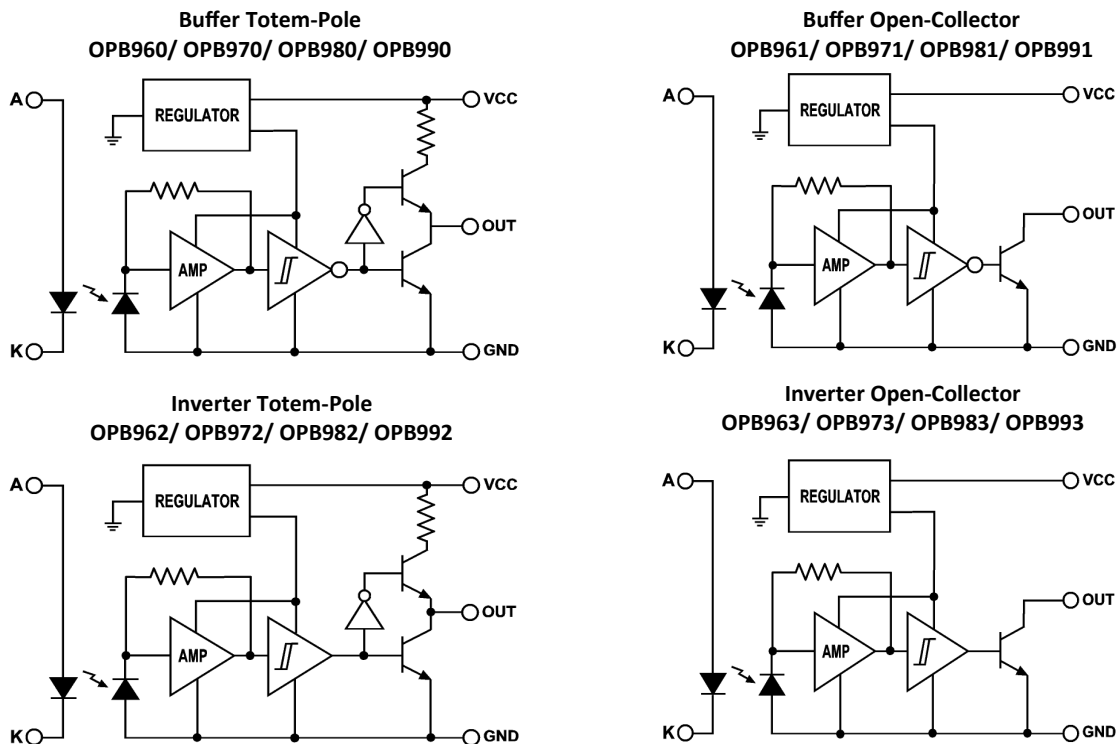 Buffer Totem-Pole
OPB960/ OPB970/ OPB980/ OPB990
A
REGULATOR
VCC
AMP
OUT
K
GND
Buffer Open-Collector
OPB961/ OPB971/ OPB981/ OPB991
A
REGULATOR
VCC
AMP
OUT
K
GND
Inverter Totem-Pole
OPB962/ OPB972/ OPB982/ OPB992
A
REGULATOR
VCC
AMP
OUT
K
GND
Inverter Open-Collector
OPB963/ OPB973/ OPB983/ OPB993
A
REGULATOR
VCC
AMP
OUT
K
GND